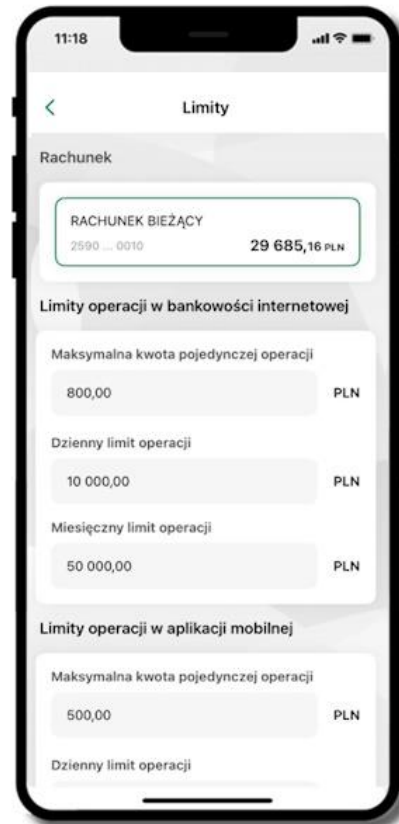 11:18
Limity
Rachunek
RACHUNEK BIEŻĄCY
2590 ... 0010 29 685,16 PLN
Limity operacji w bankowości internetowej
Maksymalna kwota pojedynczej operacji
800,00 PLN
Dzienny limit operacji
10 000,00 PLN
Miesięczny limit operacji
50 000,00 PLN
Limity operacji w aplikacji mobilnej
Maksymalna kwota pojedynczej operacji
500,00 PLN
Dzienny limit operacji